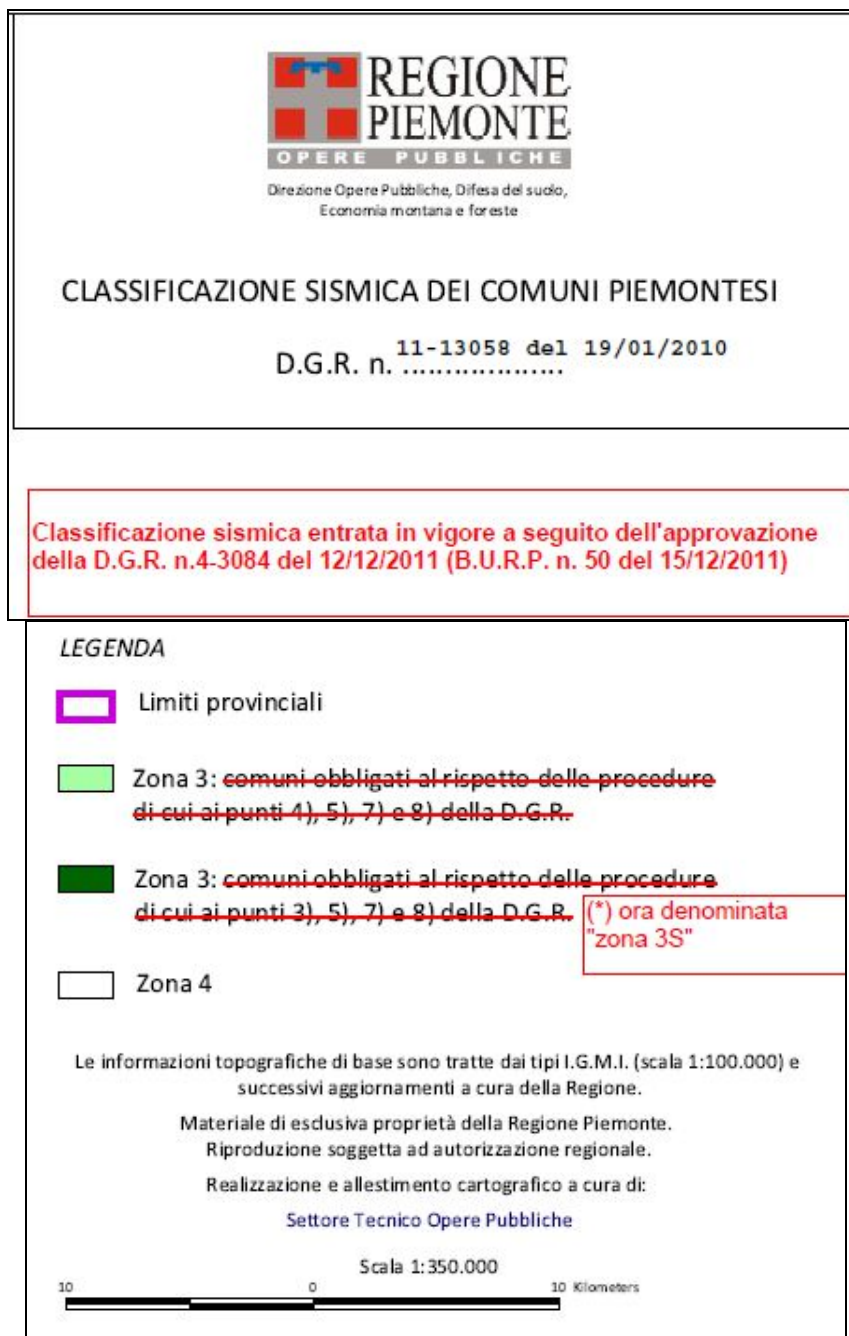 REGIONE
PIEMONTE
OPERE PUBBLICHE
Direzione Opere Pubbliche, Difesa del suolo,
Economia montana e foreste
CLASSIFICAZIONE SISMICA DEI COMUNI PIEMONTESI
D.G.R. n. 11-13058 del 19/01/2010
....................
Classificazione sismica entrata in vigore a seguito dell'approvazione
della D.G.R. n.4-3084 del 12/12/2011 (B.U.R.P. n. 50 del 15/12/2011)
LEGENDA
Limiti provinciali
Zona 3: comuni obbligati al rispetto delle procedure
di cui ai punti 4), 5), 7) e 8) della D.G.R.
Zona 3: comuni obbligati al rispetto delle procedure
di cui ai punti 3), 5), 7) e 8) della D.G.R.
(*) ora denominata
"zona 3S"
Zona 4
Le informazioni topografiche di base sono tratte dai tipi I.G.M.I. (scala 1:100.000) e
successivi aggiornamenti a cura della Regione.
Materiale di esclusiva proprietà della Regione Piemonte.
Riproduzione soggetta ad autorizzazione regionale.
Realizzazione e allestimento cartografico a cura di:
Settore Tecnico Opere Pubbliche
Scala 1:350.000
10 0 10 Kilometers